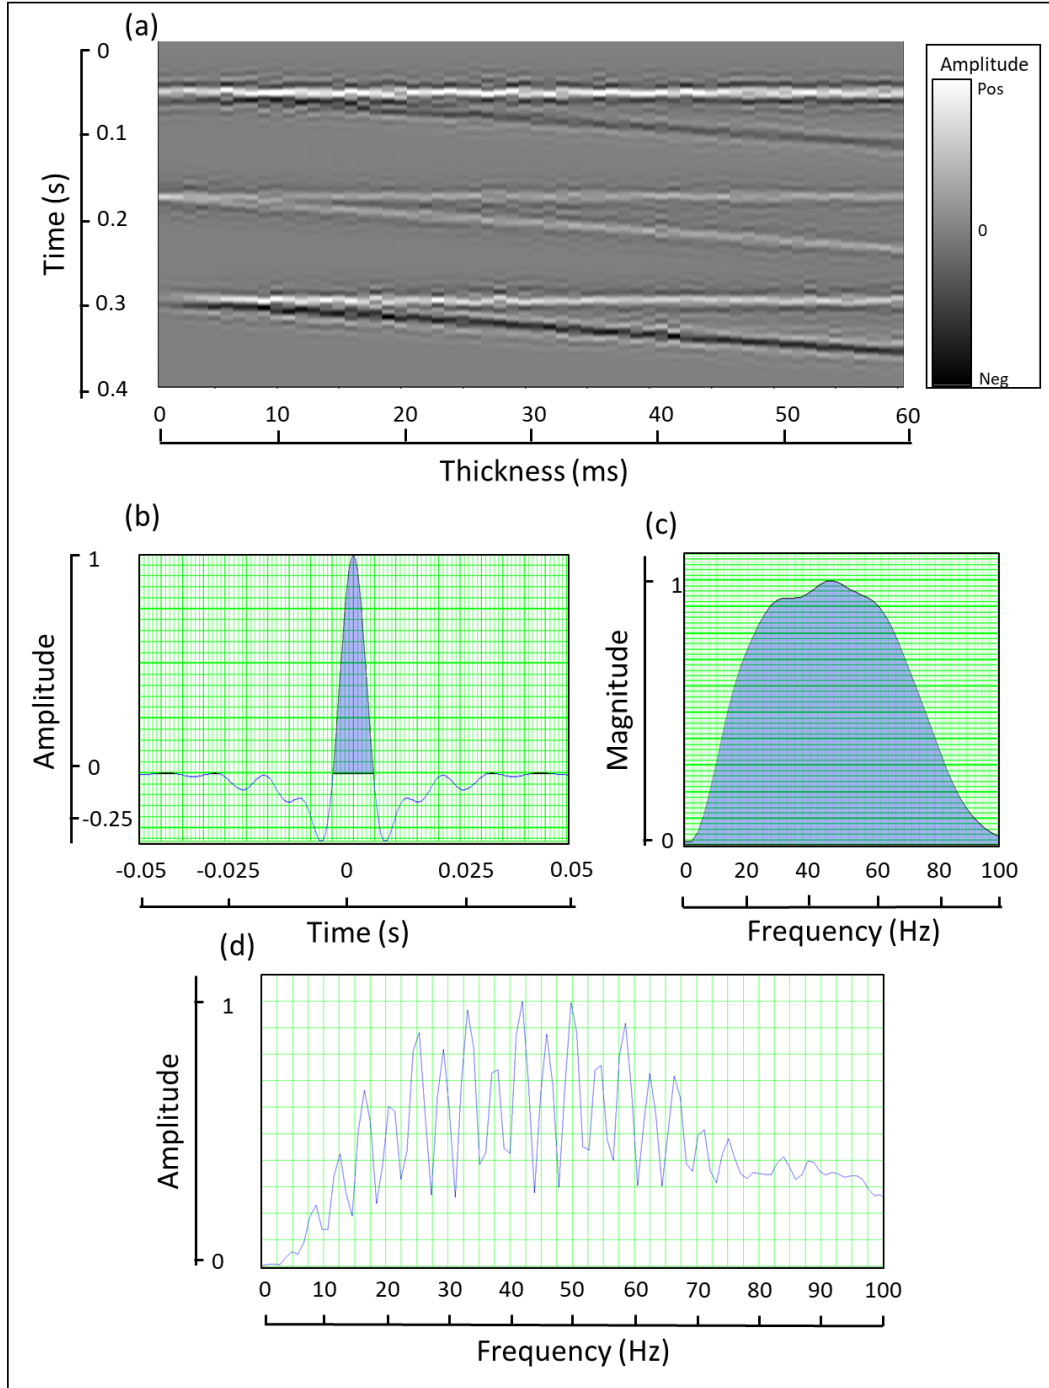 (a)
0
0.1
0.2
0.3
0.4
Time (s)
Amplitude
Pos
0
Neg
0 10 20 30 40 50 60
Thickness (ms)
(b)
1
0
-0.25
Amplitude
-0.05 -0.025 0 0.025 0.05
Time (s)
(c)
1
0
Magnitude
0 20 40 60 80 100
Frequency (Hz)
(d)
1
0
Amplitude
0 10 20 30 40 50 60 70 80 90 100
Frequency (Hz)